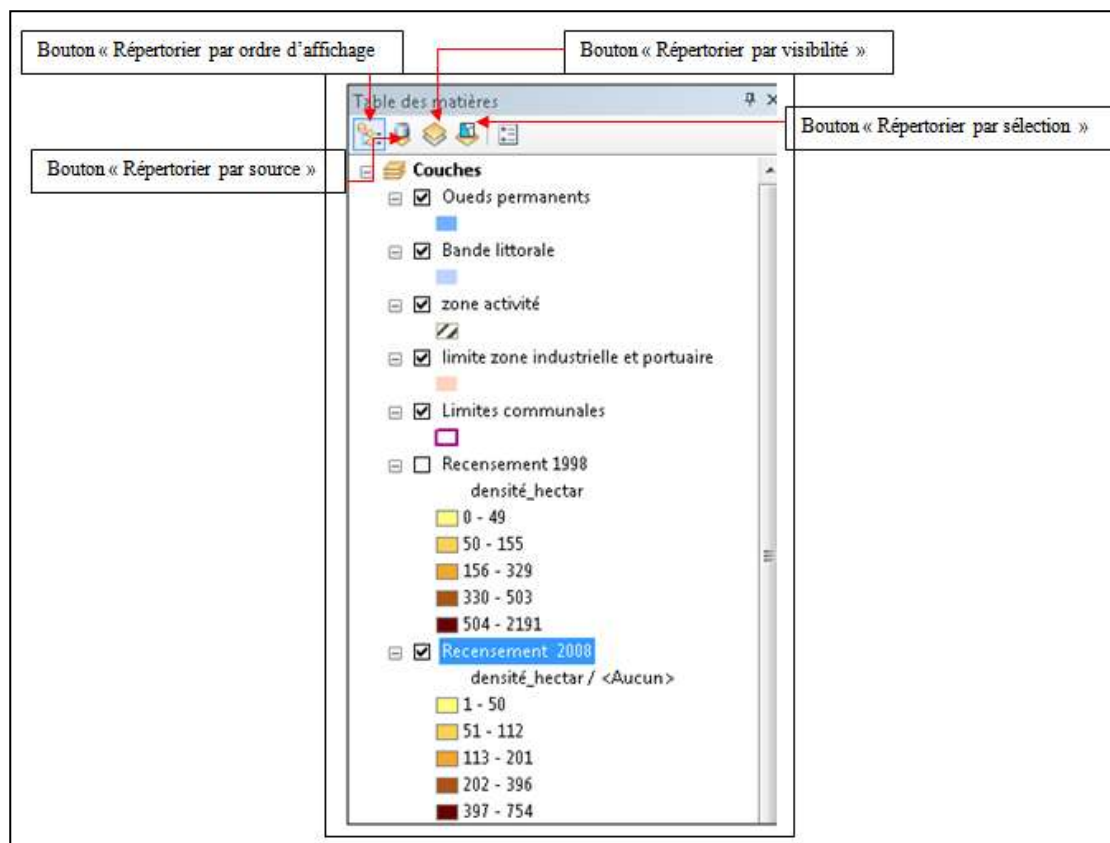 Bouton « Répertorier par ordre d’affichage
Bouton « Répertorier par visibilité »
Table des matières
Bouton « Répertorier par sélection »
Bouton « Répertorier par source »
Couches
Oueds permanents
Bande littorale
zone activité
limite zone industrielle et portuaire
Limites communales
Recensement 1998
densité_hectar
0 - 49
50 - 155
156 - 329
330 - 503
504 - 2191
Recensement 2008
densité_hectar / <Aucun>
1 - 50
51 - 112
113 - 201
202 - 396
397 - 754